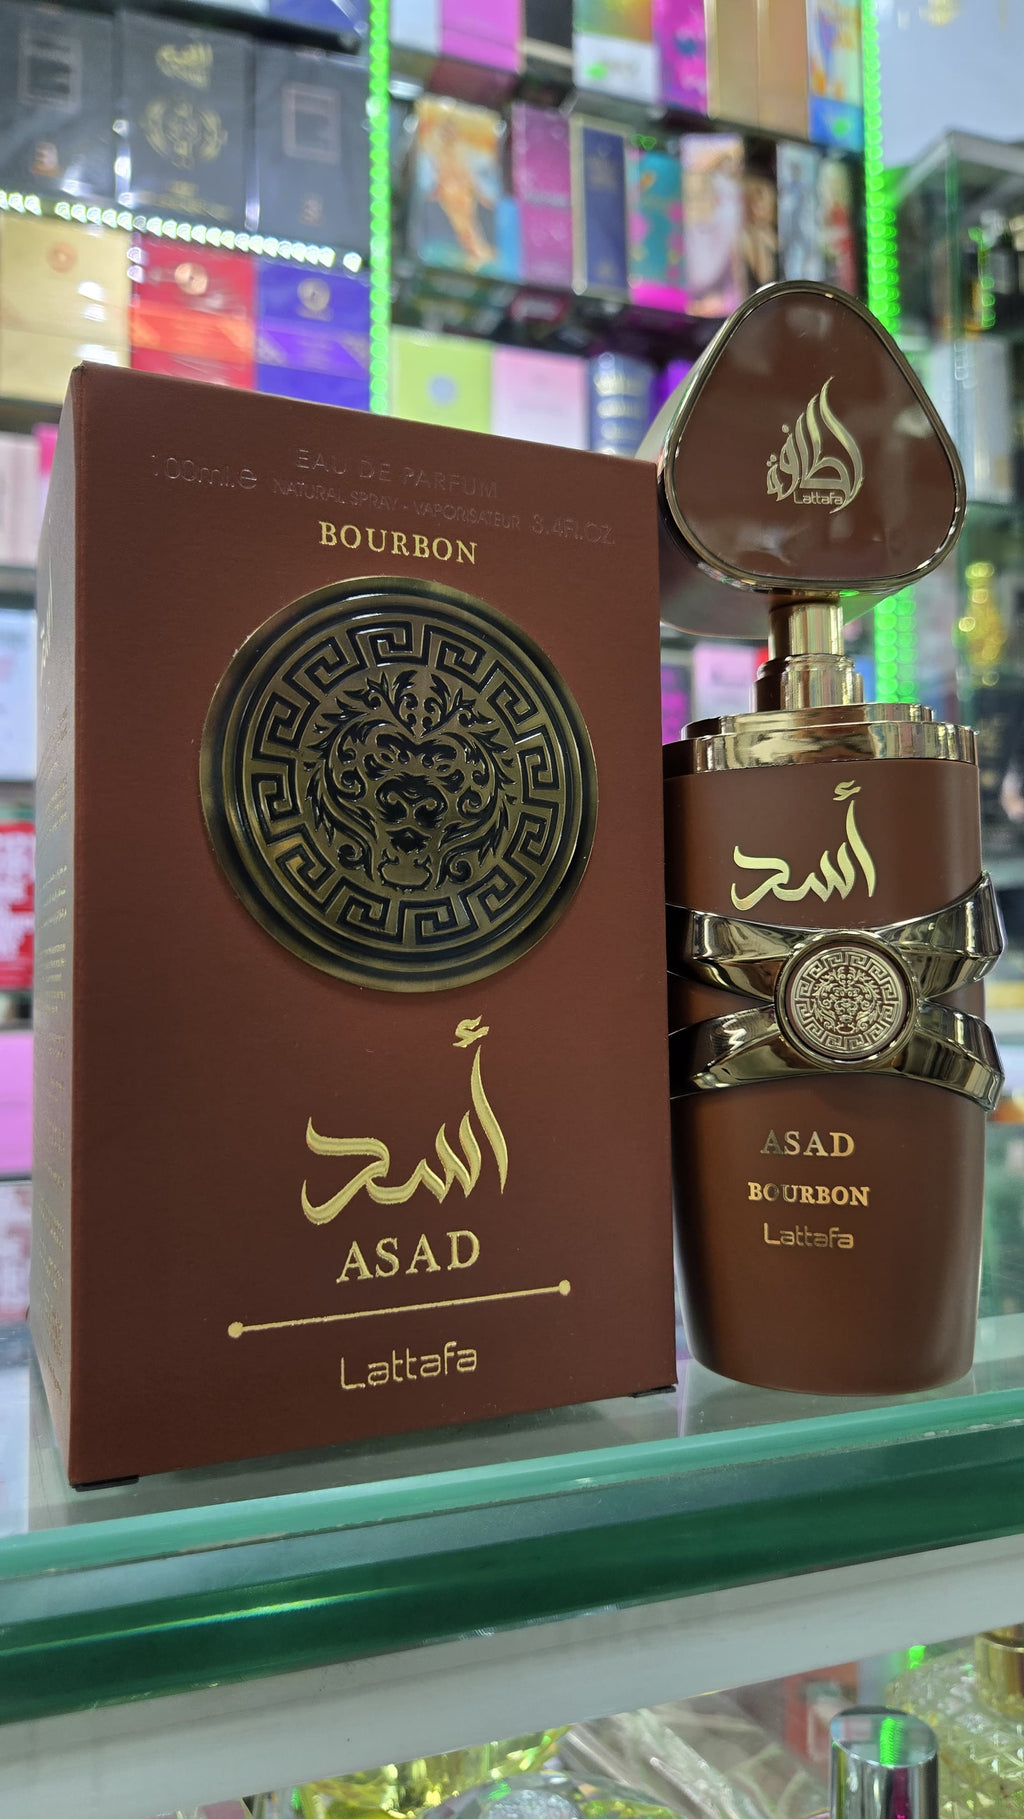 EAU DE PARFUM
100ml.e NATURAL SPRAY - VAPORISATEUR 3.4Fl.OZ
BOURBON
أسد
ASAD
Lattafa
لطافة
Lattafa
أسد
ASAD
BOURBON
Lattafa